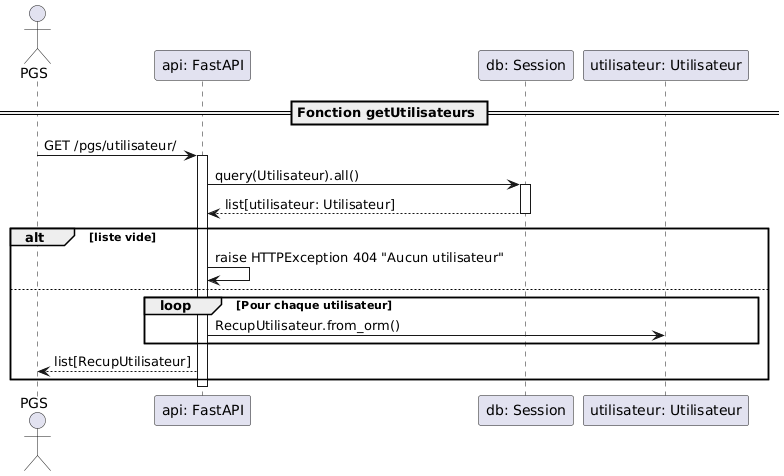 PGS
api: FastAPI
db: Session
utilisateur: Utilisateur
Fonction getUtilisateurs
GET /pgs/utilisateur/
query(Utilisateur).all()
list[utilisateur: Utilisateur]
alt
[liste vide]
raise HTTPException 404 "Aucun utilisateur"
loop
[Pour chaque utilisateur]
RecupUtilisateur.from_orm()
list[RecupUtilisateur]
PGS
api: FastAPI
db: Session
utilisateur: Utilisateur